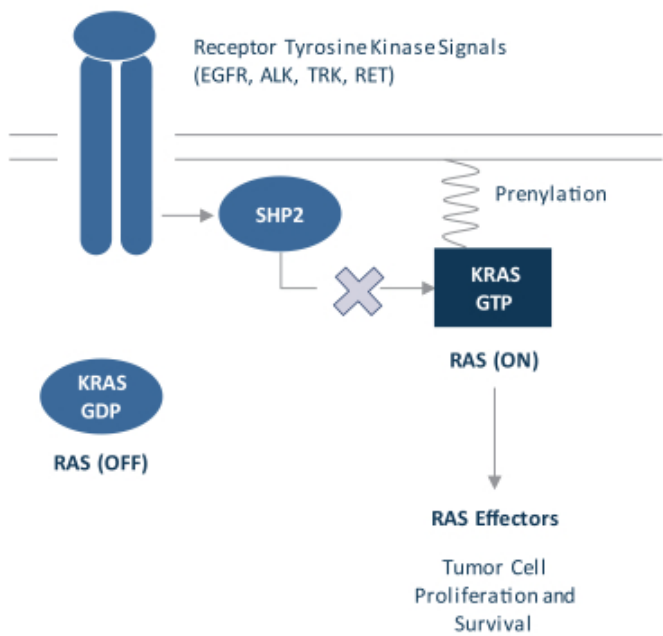 Receptor Tyrosine Kinase Signals
(EGFR, ALK, TRK, RET)
Prenylation
SHP2
KRAS
GTP
RAS (ON)
KRAS
GDP
RAS (OFF)
RAS Effectors
Tumor Cell
Proliferation and
Survival